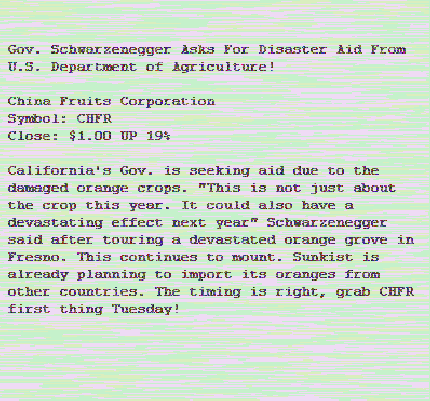 Gov. Schwarzenegger Asks For Disaster Aid From
U.S. Department of Agriculture!
China Fruits Corporation
Symbol: CHFR
Close: $1.00 UP 19%
California's Gov. is seeking aid due to the
damaged orange crops. "This is not just about
the crop this year. It could also have a
devastating effect next year" Schwarzenegger
said after touring a devastated orange grove in
Fresno. This continues to mount. Sunkist is
already planning to import its oranges from
other countries. The timing is right, grab CHFR
first thing Tuesday!